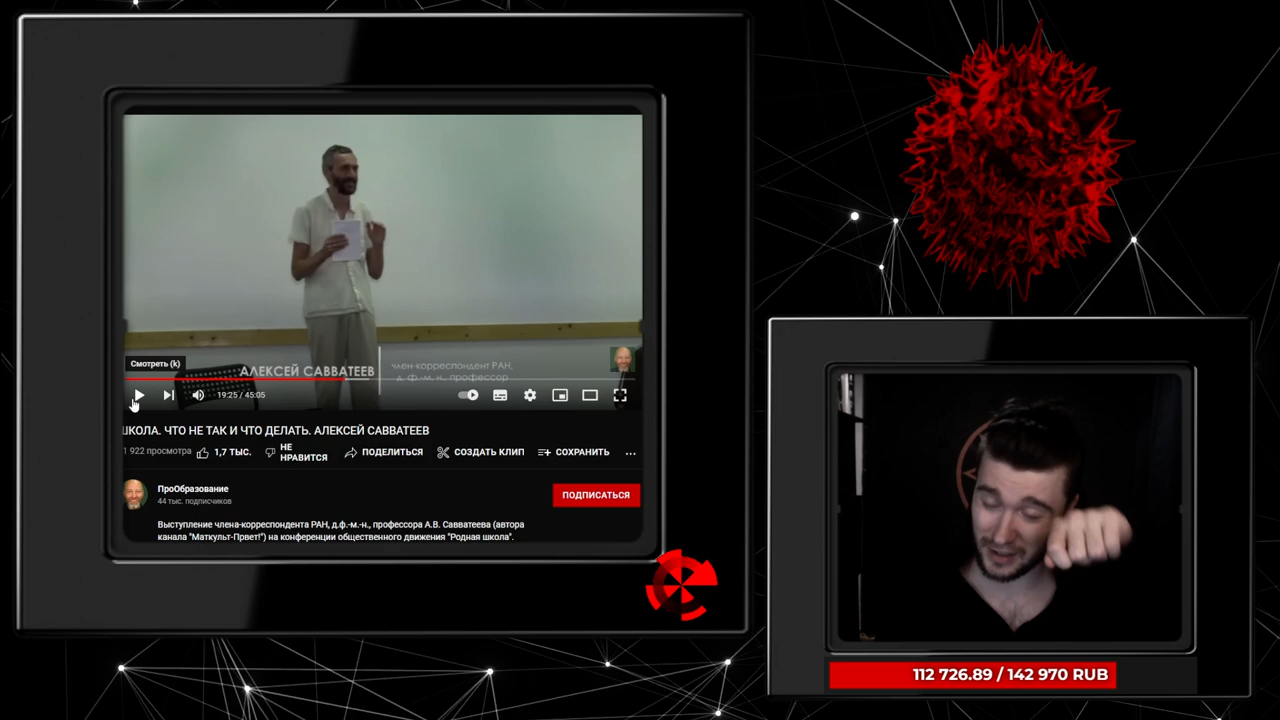 Смотреть (k)
АЛЕКСЕЙ САВВАТЕЕВ
член-корреспондент РАН,
д. ф.-м. н., профессор
19:25 / 45:05
ШКОЛА. ЧТО НЕ ТАК И ЧТО ДЕЛАТЬ. АЛЕКСЕЙ САВВАТЕЕВ
1 922 просмотра
1,7 ТЫС.
НЕ
НРАВИТСЯ
ПОДЕЛИТЬСЯ
СОЗДАТЬ КЛИП
СОХРАНИТЬ
...
ПроОбразование
44 тыс. подписчиков
ПОДПИСАТЬСЯ
Выступление члена-корреспондента РАН, д.ф.-м.-н., профессора А.В. Савватеева (автора
канала "Маткульт-Првет!") на конференции общественного движения "Родная школа".
112 726.89 / 142 970 RUB